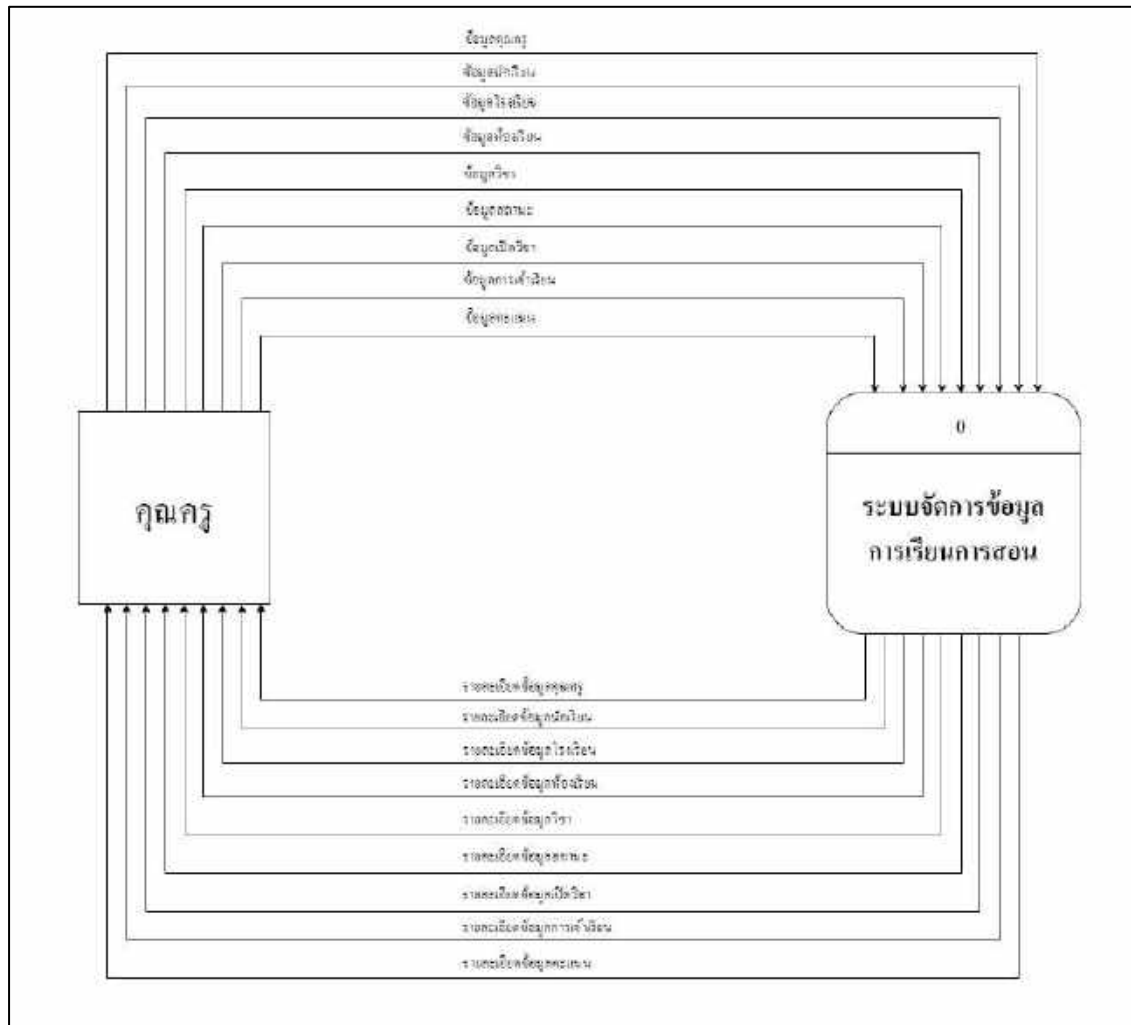 ข้อมูลคุณครู
ข้อมูลนักเรียน
ข้อมูลโรงเรียน
ข้อมูลห้องเรียน
ข้อมูลวิชา
ข้อมูลสถานะ
ข้อมูลเปิดวิชา
ข้อมูลการเข้าเรียน
ข้อมูลคะแนน
0
คุณครู
ระบบจัดการข้อมูล
การเรียนการสอน
รายละเอียดข้อมูลคุณครู
รายละเอียดข้อมูลนักเรียน
รายละเอียดข้อมูลโรงเรียน
รายละเอียดข้อมูลห้องเรียน
รายละเอียดข้อมูลวิชา
รายละเอียดข้อมูลสถานะ
รายละเอียดข้อมูลเปิดวิชา
รายละเอียดข้อมูลการเข้าเรียน
รายละเอียดข้อมูลคะแนน